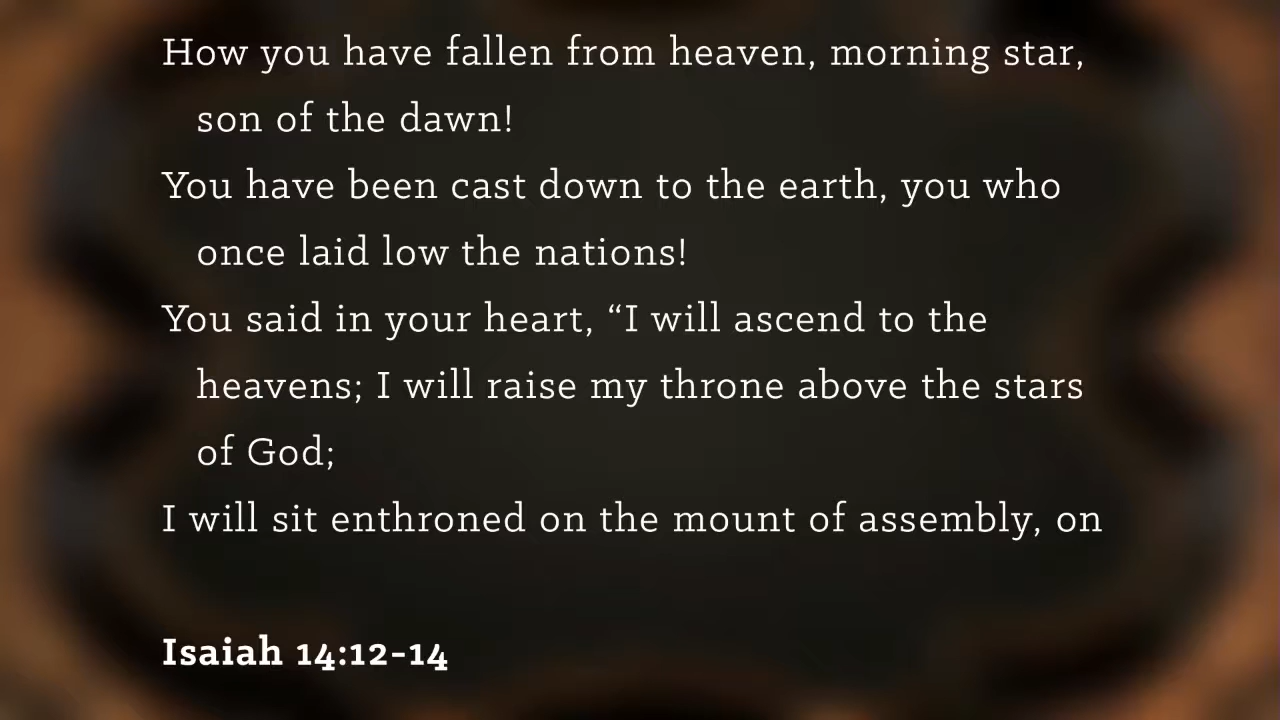 How you have fallen from heaven, morning star,
son of the dawn!
You have been cast down to the earth, you who
once laid low the nations!
You said in your heart, “I will ascend to the
heavens; I will raise my throne above the stars
of God;
I will sit enthroned on the mount of assembly, on
Isaiah 14:12-14